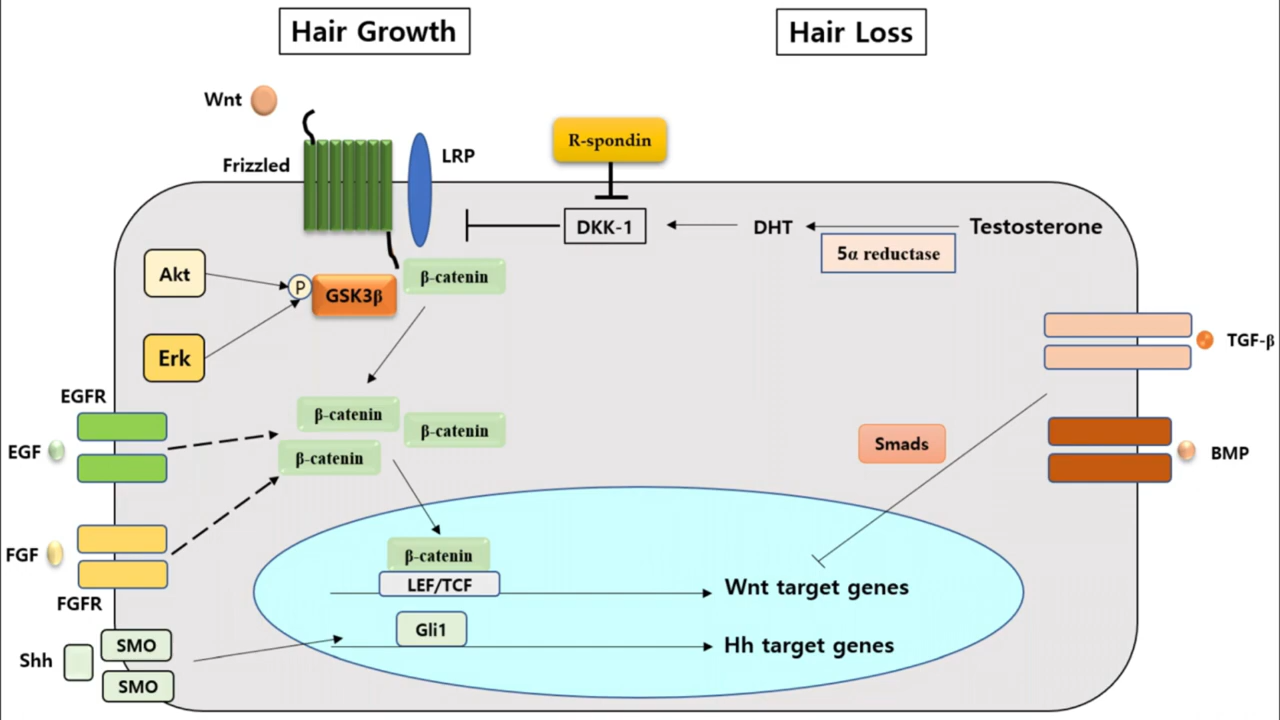 Hair Growth
Hair Loss
Wnt
Frizzled
LRP
R-spondin
DKK-1
DHT
Testosterone
5α reductase
Akt
P
GSK3β
β-catenin
Erk
EGFR
EGF
β-catenin
β-catenin
β-catenin
TGF-β
Smads
BMP
FGF
FGFR
β-catenin
LEF/TCF
Wnt target genes
Gli1
Hh target genes
Shh
SMO
SMO